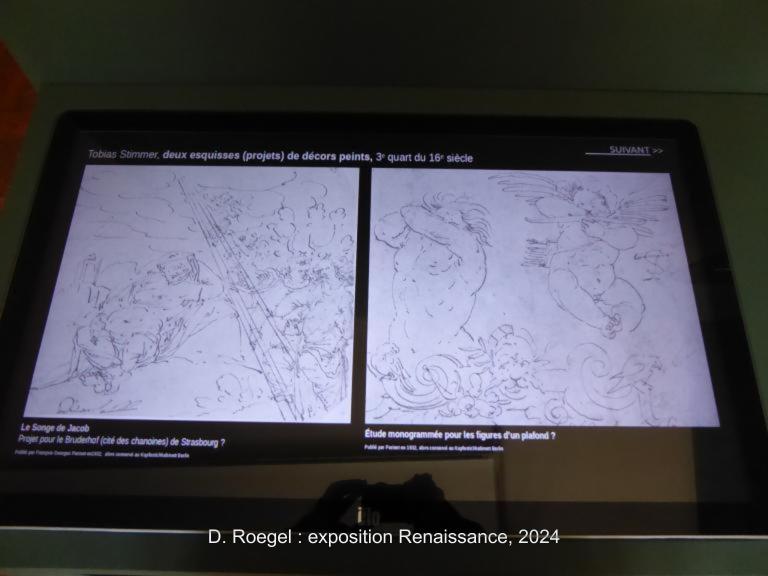 Tobias Stimmer, deux esquisses (projets) de décors peints, 3e quart du 16e siècle
SUIVANT >>
Le Songe de Jacob
Projet pour le Bruderhof (cité des chanoines) de Strasbourg ?
Publié par François-Georges Pariset en 1932, alors conservé au Kupferstichkabinett Berlin
Étude monogrammée pour les figures d'un plafond ?
Publié par Pariset en 1932, alors conservé au Kupferstichkabinett Berlin
elo
D. Roegel : exposition Renaissance, 2024